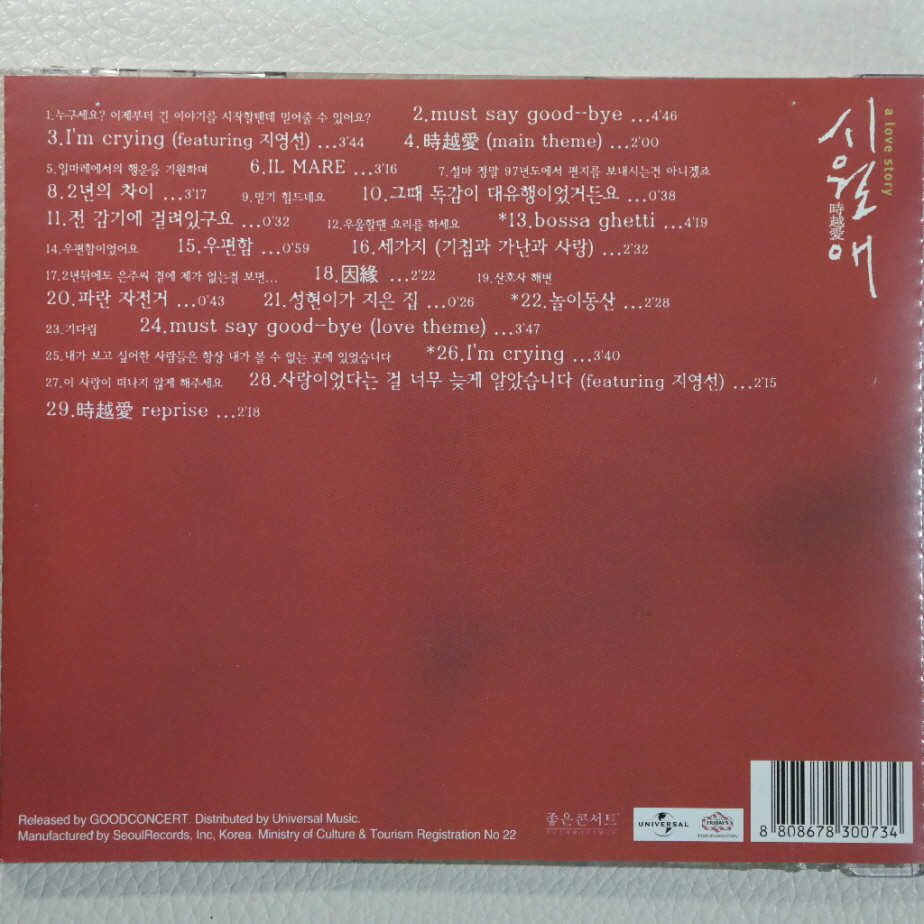 1.누구세요? 이제부터 긴 이야기를 시작할텐데 믿어줄 수 있어요? 2.must say good-bye ...4'46
3.I'm crying (featuring 지영선) ...3'44 4.時越愛 (main theme) ...2'00
5.일마레에서의 행운을 기원하며 6.IL MARE ...3'16 7.설마 정말 97년도에서 편지를 보내시는건 아니겠죠
8.2년의 차이 ...3'17 9.믿기 힘드네요 10.그때 독감이 대유행이었거든요 ...0'38
11.전 감기에 걸려있구요 ...0'32 12.우울할땐 요리를 하세요 *13.bossa ghetti ...4'19
14.우편함이었어요 15.우편함 ...0'59 16.세가지 (기침과 가난과 사랑) ...2'32
17.2년뒤에도 은주씨 곁에 제가 없는걸 보면... 18.因緣 ...2'22 19.산호사 해변
20.파란 자전거 ...0'43 21.성현이가 지은 집 ...0'26 *22.놀이동산 ...2'28
23.기다림 24.must say good-bye (love theme) ...3'47
25.내가 보고 싶어한 사람들은 항상 내가 볼 수 없는 곳에 있었습니다 *26.I'm crying ...3'40
27.이 사랑이 떠나지 않게 해주세요 28.사랑이었다는 걸 너무 늦게 알았습니다 (featuring 지영선) ...2'15
29.時越愛 reprise ...2'18
a love story
시월애
時越愛
Released by GOODCONCERT. Distributed by Universal Music.
Manufactured by SeoulRecords, Inc, Korea. Ministry of Culture & Tourism Registration No 22
좋은콘서트
UNIVERSAL
FRIDAYS
8 808678 300734